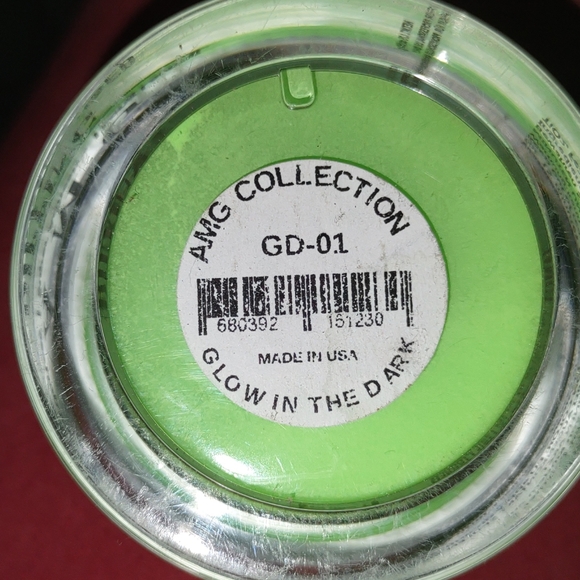 AMG COLLECTION
GD-01
680392 151230
MADE IN USA
GLOW IN THE DARK